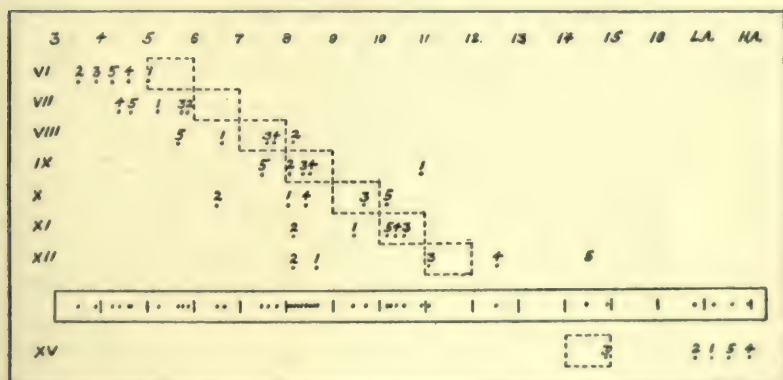 3 4 5 6 7 8 9 10 11 12. 13 14 15 16 L.A. H.A.
VI 2 3 5 4 1
VII 4 5 1 3 2
VIII 5 1 3 4 2
IX 5 2 3 4 1
X 2 1 4 3 5
XI 2 1 5 4 3
XII 2 1 3 4 5
XV 3 2 1 5 4